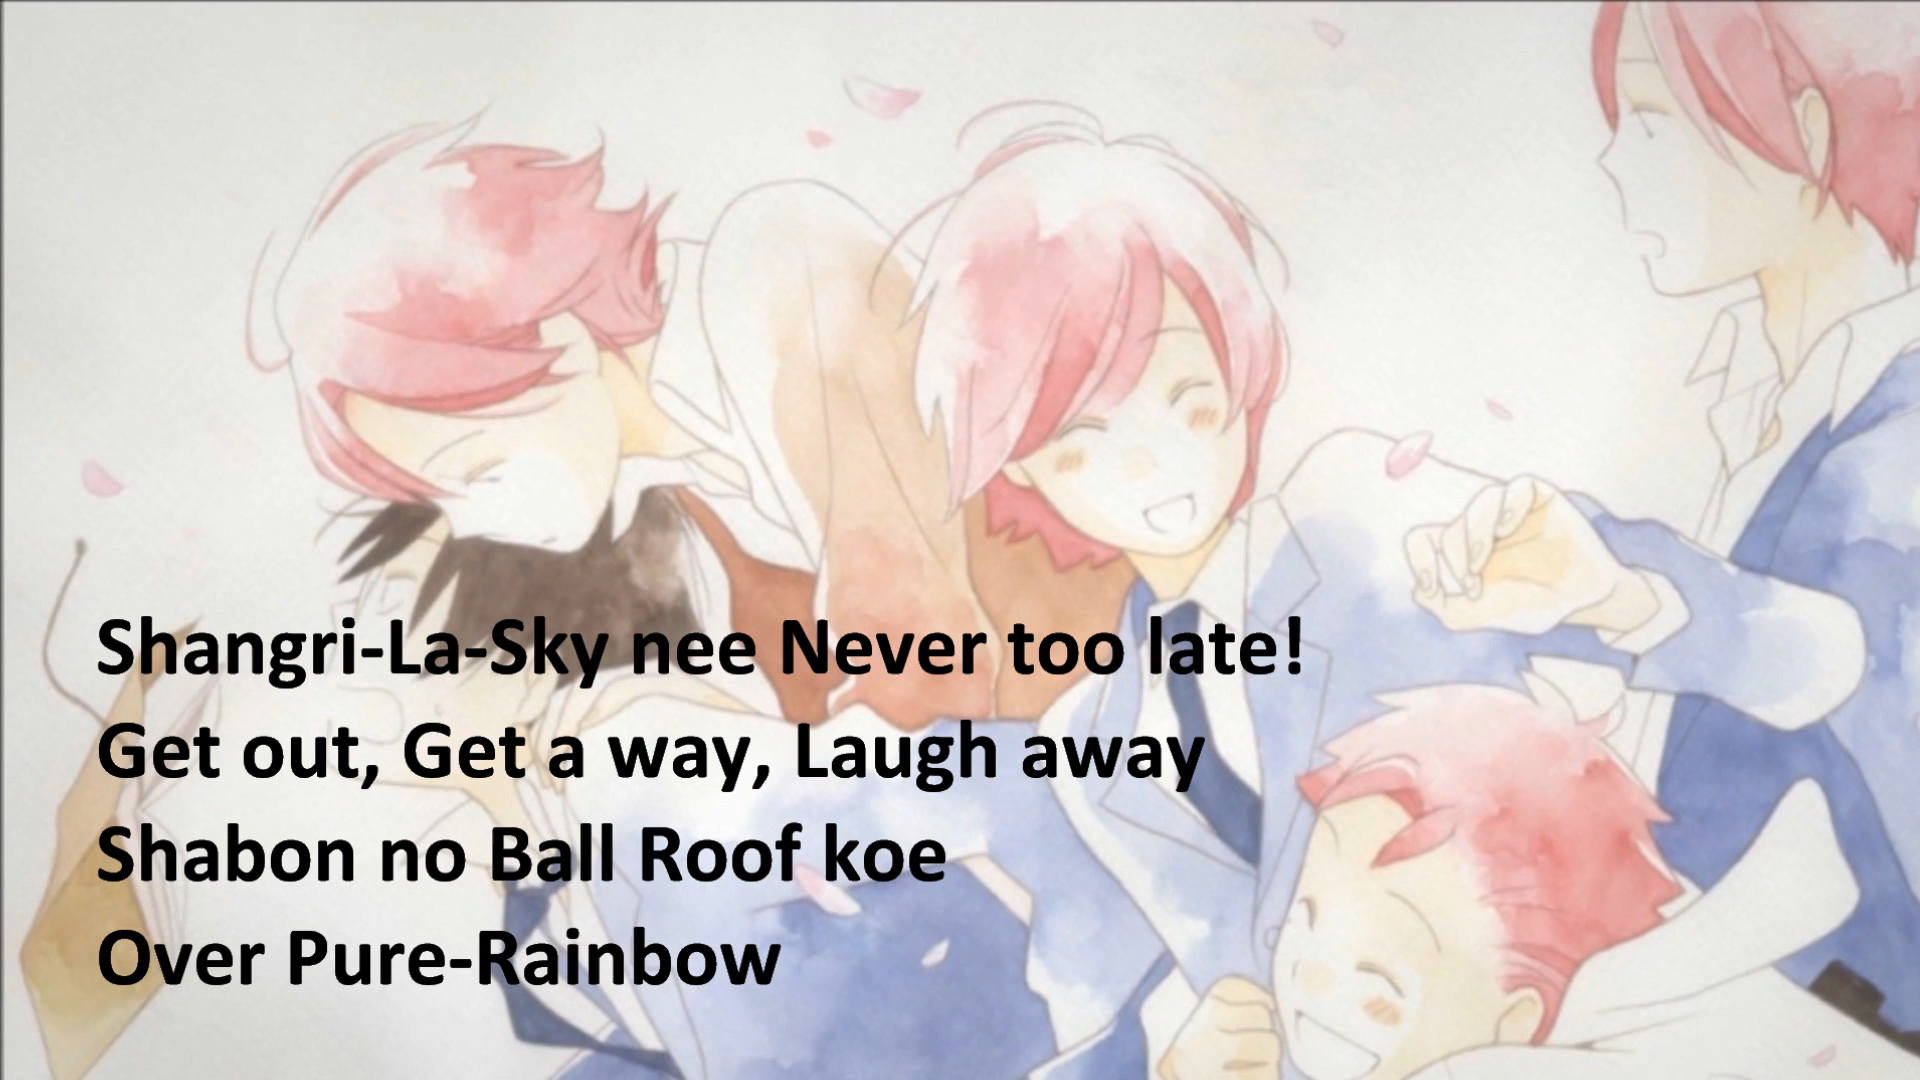 Shangri-La-Sky nee Never too late!
Get out, Get a way, Laugh away
Shabon no Ball Roof koe
Over Pure-Rainbow